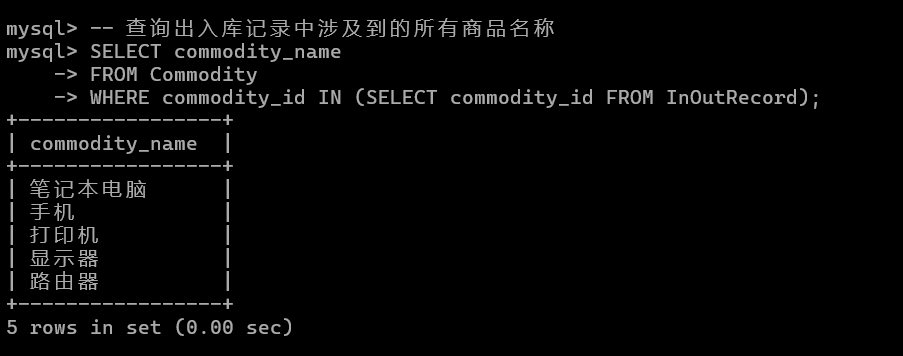 mysql> -- 查询出入库记录中涉及到的所有商品名称
mysql> SELECT commodity_name
    -> FROM Commodity
    -> WHERE commodity_id IN (SELECT commodity_id FROM InOutRecord);
+----------------+
| commodity_name |
+----------------+
| 笔记本电脑 |
| 手机 |
| 打印机 |
| 显示器 |
| 路由器 |
+----------------+
5 rows in set (0.00 sec)